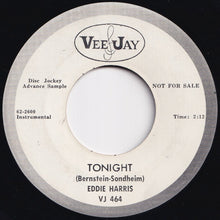 VEE JAY
Disc Jockey
Advance Sample
NOT FOR SALE
62-2600
Instrumental
Time: 2:12
TONIGHT
(Bernstein-Sondheim)
EDDIE HARRIS
VJ 464